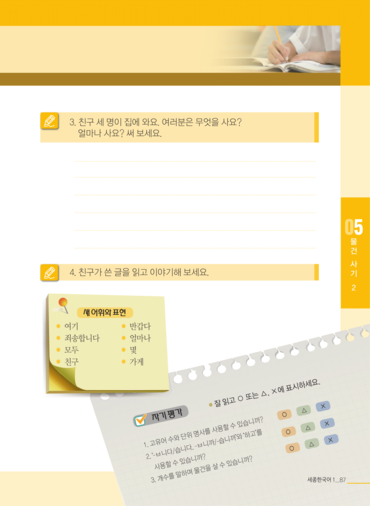 3. 친구 세 명이 집에 와요. 여러분은 무엇을 사요?
얼마나 사요? 써 보세요.
05
물건 사기 2
4. 친구가 쓴 글을 읽고 이야기해 보세요.
새 어휘와 표현
여기
죄송합니다
모두
친구
반갑다
얼마나
몇
가게
자기 평가
잘 읽고 ○ 또는 △, ×에 표시하세요.
1. 고유어 수와 단위 명사를 사용할 수 있습니까?
○ △ ×
2. '-ㅂ니다/습니다, -ㅂ니까/-습니까'와 '하고'를
사용할 수 있습니까?
○ △ ×
3. 개수를 말하며 물건을 살 수 있습니까?
○ △ ×
세종한국어 1_87